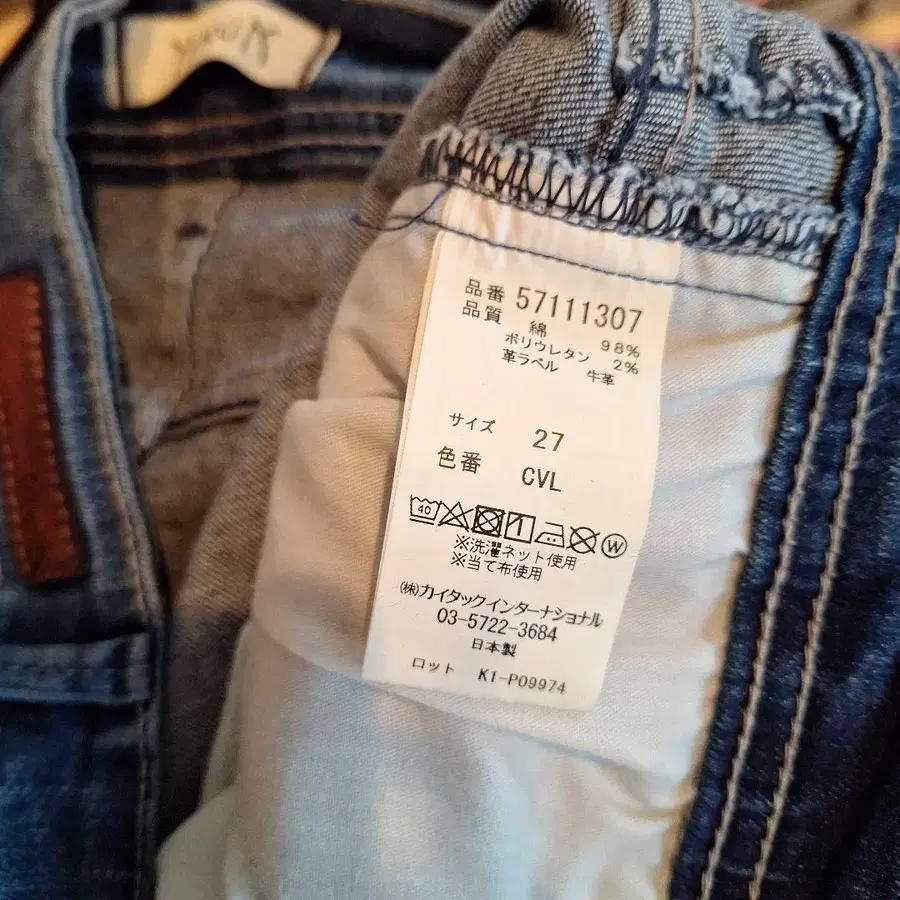 品番 57111307
品質 綿 98%
ポリウレタン 2%
革ラベル 牛革
サイズ 27
色番 CVL
40 W
※洗濯ネット使用
※当て布使用
㈱カイタックインターナショナル
03-5722-3684
日本製
ロット K1-P09974